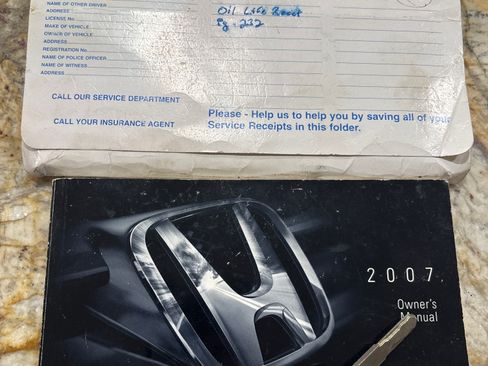 NAME OF OTHER DRIVER
ADDRESS
LICENSE No.
MAKE OF VEHICLE
OWNER OF VEHICLE
ADDRESS
REGISTRATION No.
NAME OF POLICE OFFICER
NAME OF WITNESS
ADDRESS
Oil Life Reset
Pg. 232
CALL OUR SERVICE DEPARTMENT
CALL YOUR INSURANCE AGENT
Please - Help us to help you by saving all of your
Service Receipts in this folder.
2007
Owner's
Manual